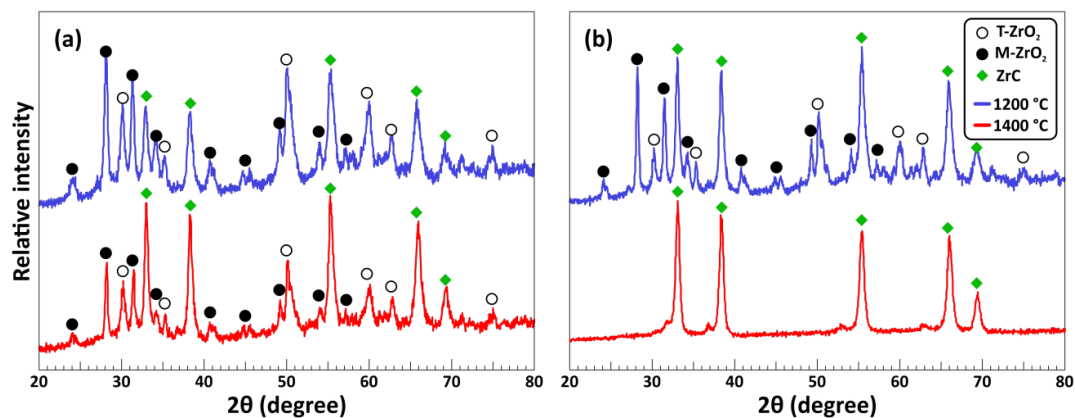 (a)
(b)
T-ZrO₂
M-ZrO₂
ZrC
1200 °C
1400 °C
Relative intensity
20 30 40 50 60 70 80
20 30 40 50 60 70 80
2θ (degree)
2θ (degree)